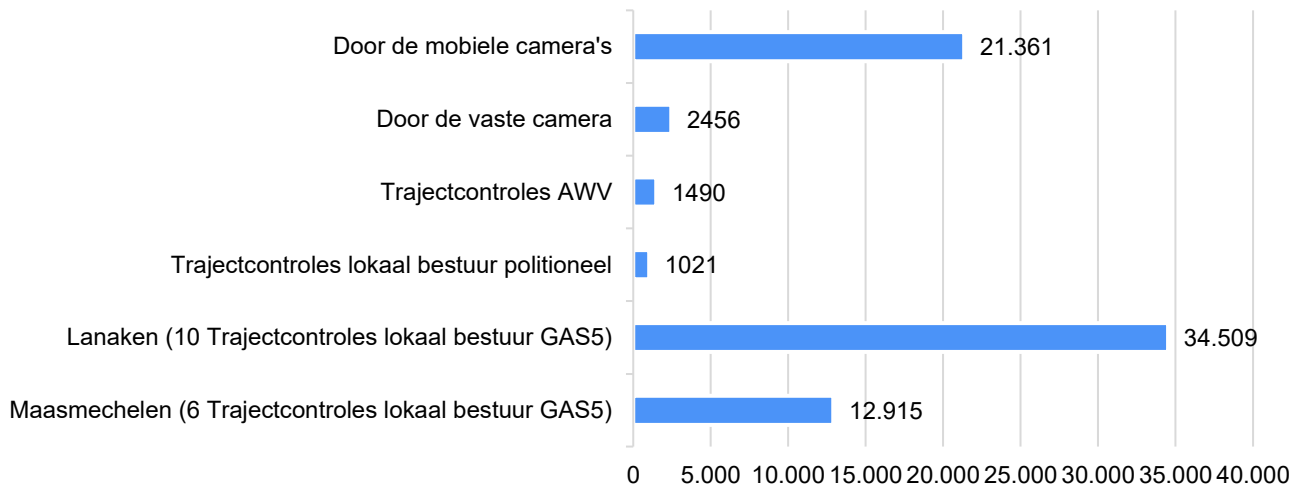 Door de mobiele camera's 21.361
Door de vaste camera 2456
Trajectcontroles AWV 1490
Trajectcontroles lokaal bestuur politioneel 1021
Lanaken (10 Trajectcontroles lokaal bestuur GAS5) 34.509
Maasmechelen (6 Trajectcontroles lokaal bestuur GAS5) 12.915
0 5.000 10.000 15.000 20.000 25.000 30.000 35.000 40.000